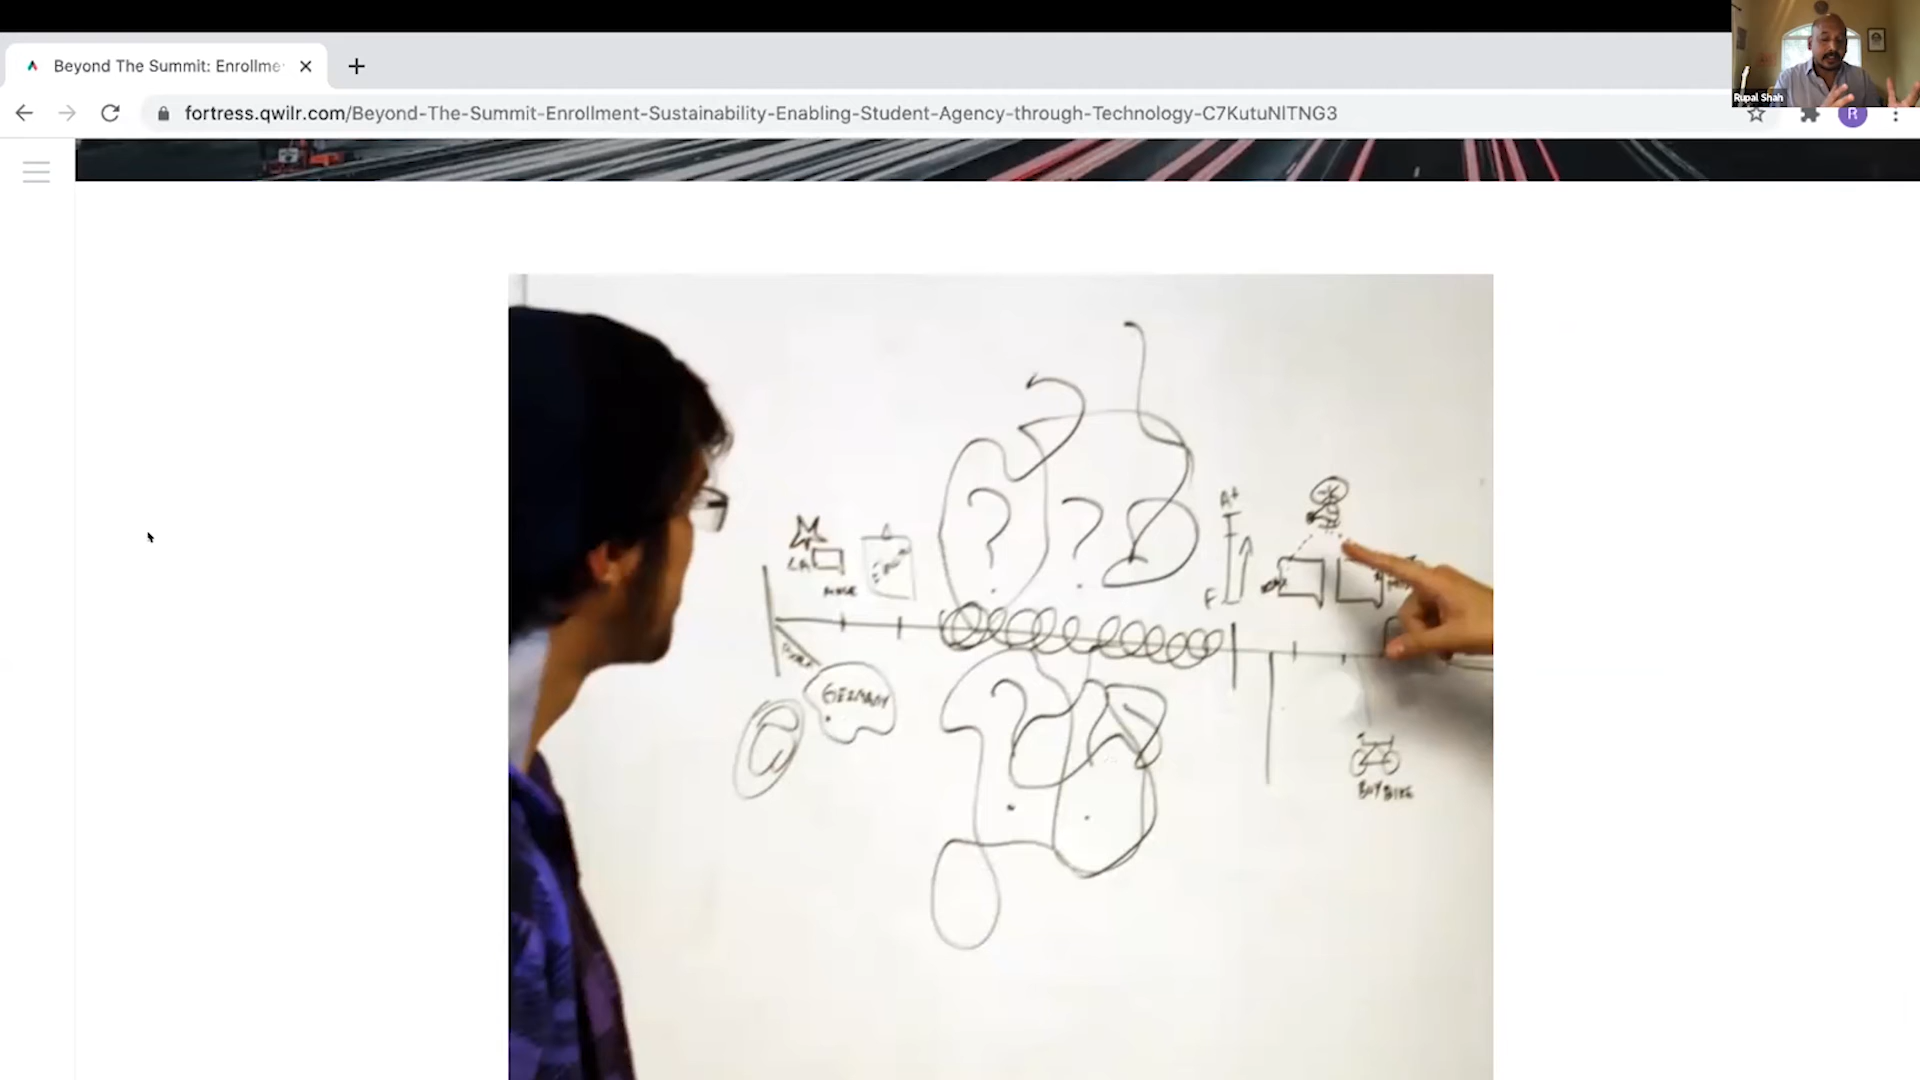 Beyond The Summit: Enrollme
fortress.qwilr.com/Beyond-The-Summit-Enrollment-Sustainability-Enabling-Student-Agency-through-Technology-C7KutuNlTNG3
Rupal Shah
R
? ?
A+
LA
F
GERMANY
?
BUY BIKE